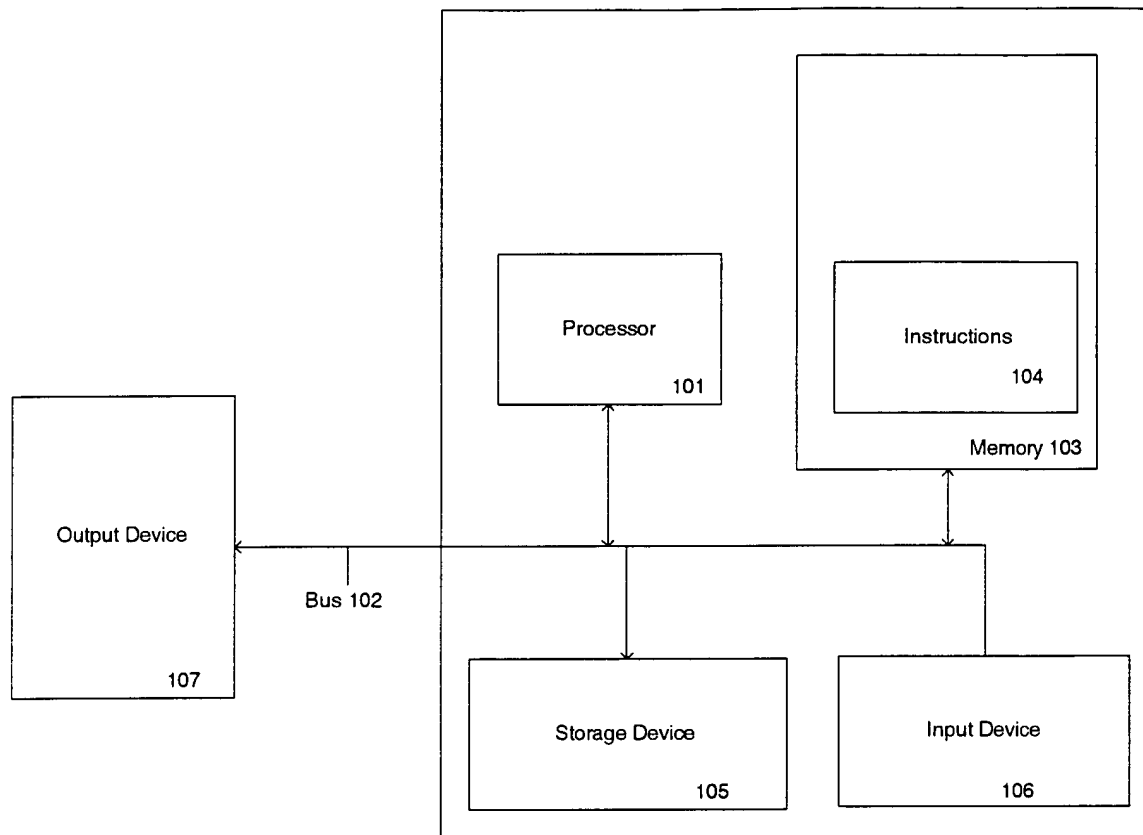 Processor
101
Instructions
104
Memory 103
Output Device
107
Bus 102
Storage Device
105
Input Device
106